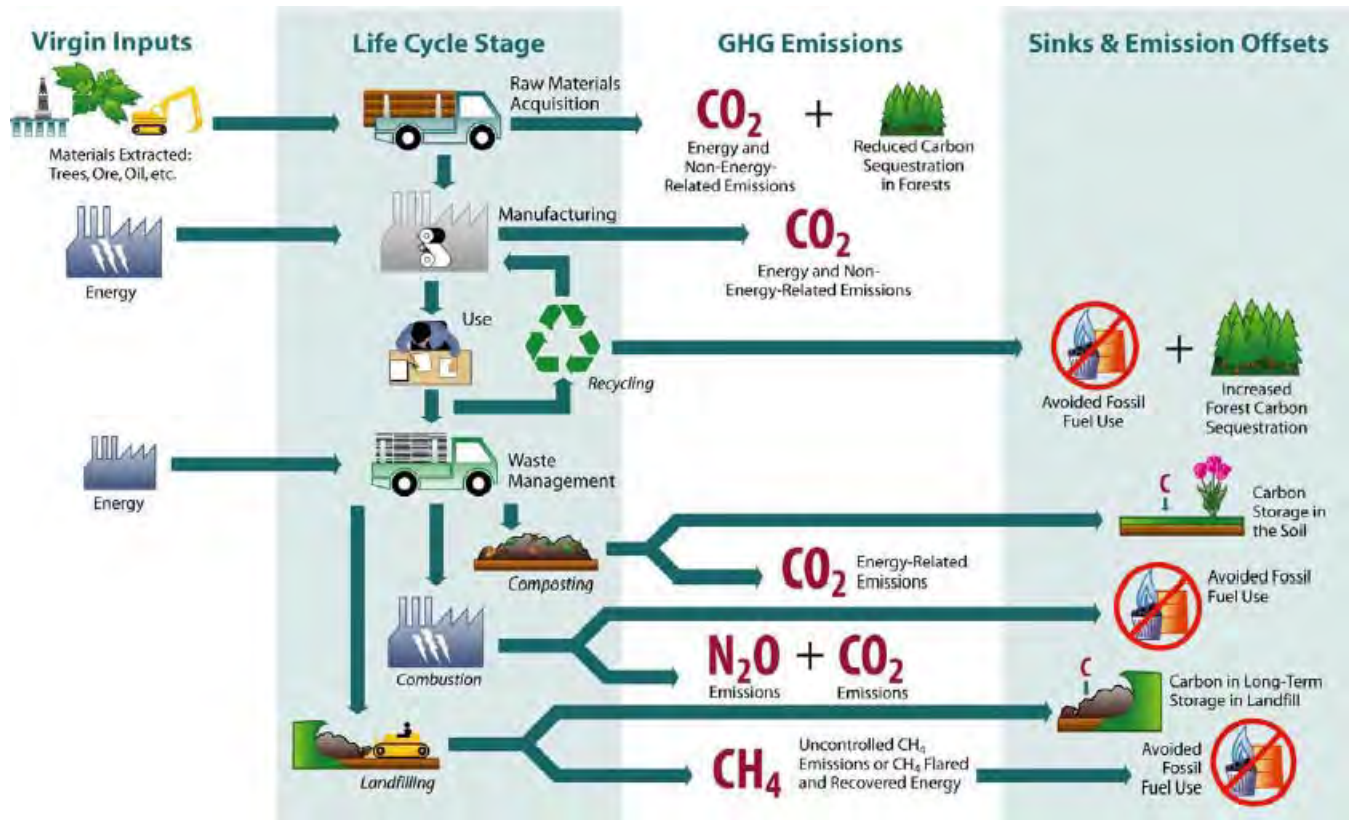 Virgin Inputs
Life Cycle Stage
GHG Emissions
Sinks & Emission Offsets
Materials Extracted:
Trees, Ore, Oil, etc.
Raw Materials
Acquisition
CO₂
Energy and
Non-Energy-
Related Emissions
+
Reduced Carbon
Sequestration
in Forests
Energy
Manufacturing
CO₂
Energy and Non-
Energy-Related Emissions
Use
Recycling
Avoided Fossil
Fuel Use
+
Increased
Forest Carbon
Sequestration
Energy
Waste
Management
Composting
C
Carbon
Storage in
the Soil
CO₂
Energy-Related
Emissions
Combustion
Avoided Fossil
Fuel Use
N₂O
Emissions
+
CO₂
Emissions
Landfilling
C
Carbon in Long-Term
Storage in Landfill
CH₄
Uncontrolled CH₄
Emissions or CH₄ Flared
and Recovered Energy
Avoided
Fossil
Fuel Use